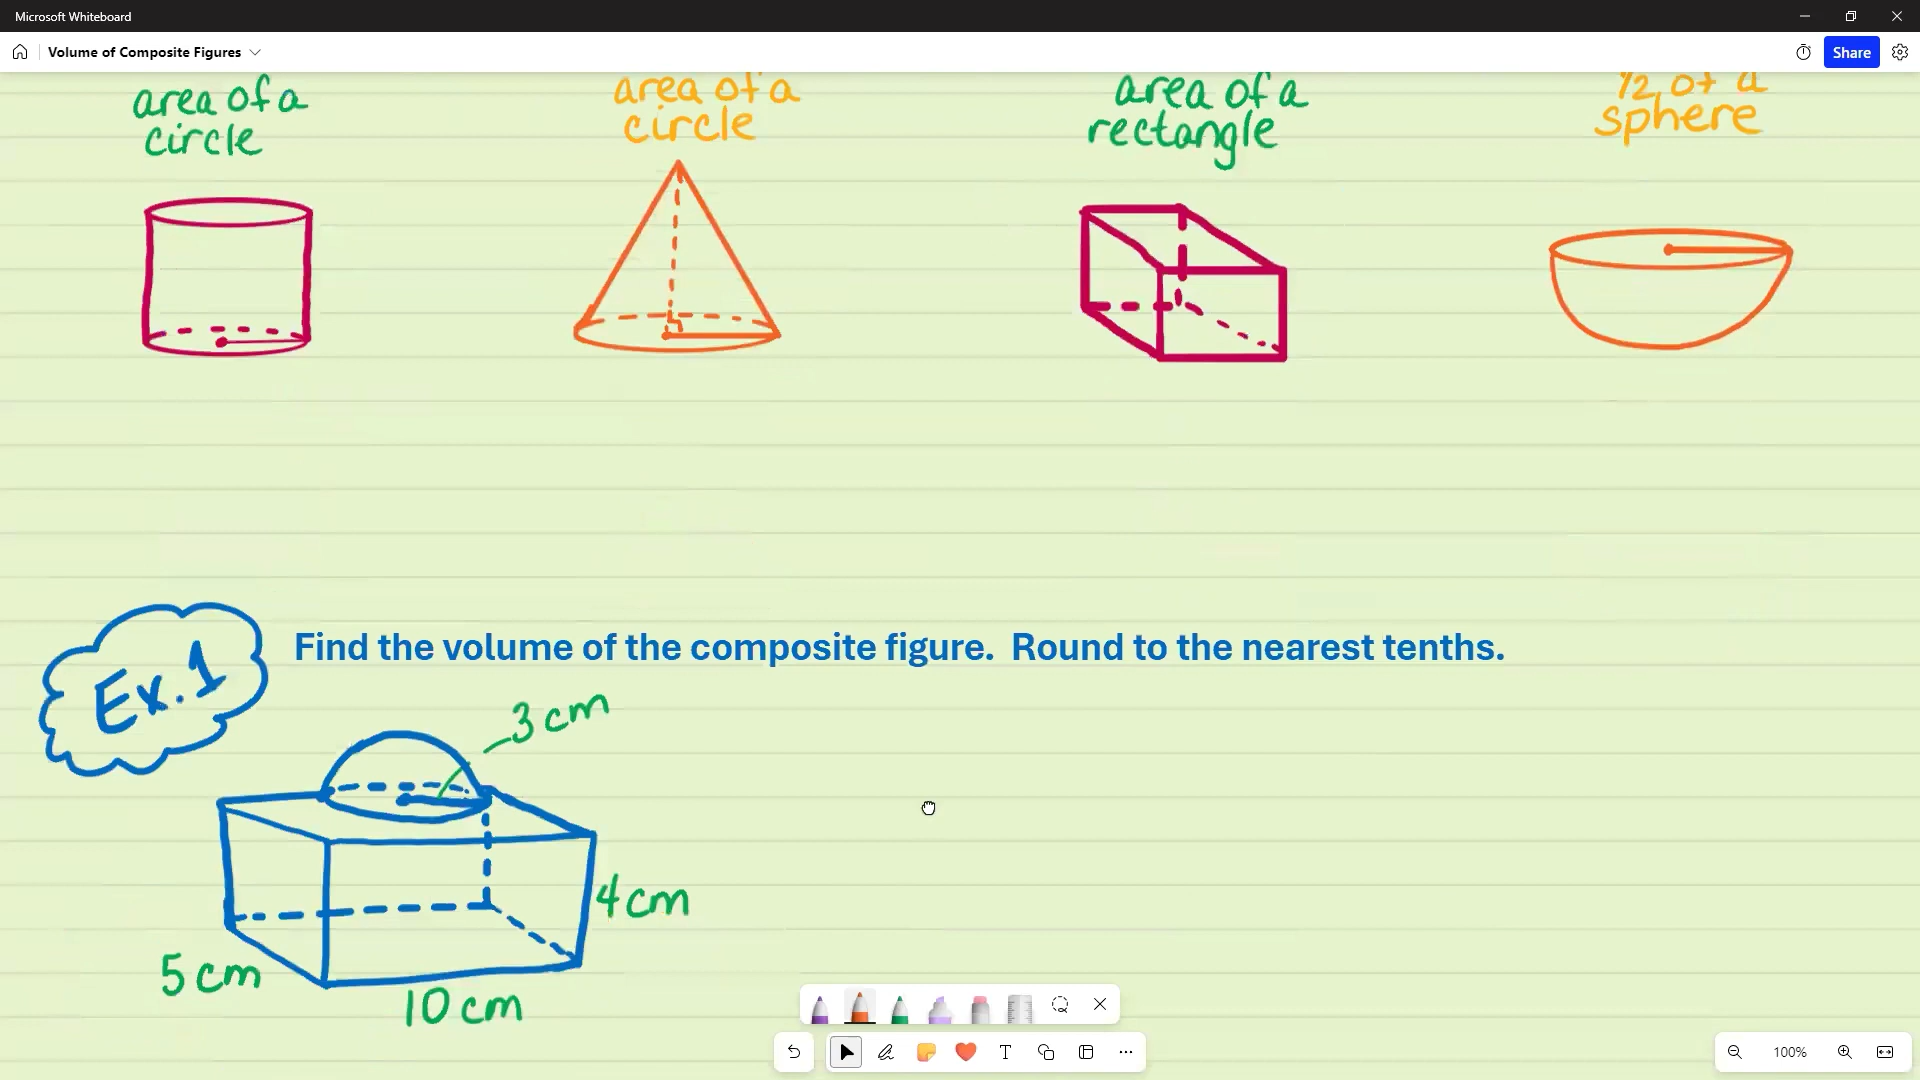 Microsoft Whiteboard
Volume of Composite Figures
Share
area of a
circle
area of a
circle
area of a
rectangle
1/2 of a
sphere
Ex. 1
Find the volume of the composite figure. Round to the nearest tenths.
3 cm
4 cm
5 cm
10 cm
100%